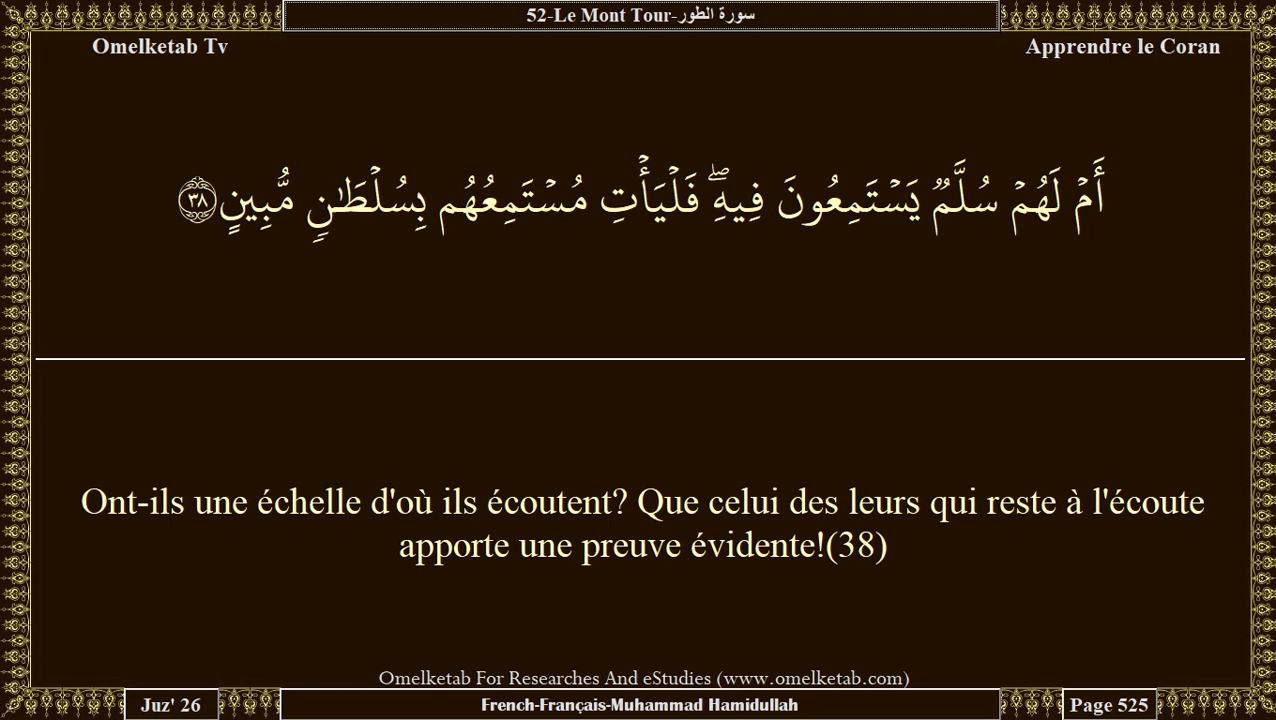 52-Le Mont Tour-سورة الطور
Omelketab Tv
Apprendre le Coran
أَمۡ لَهُمۡ سُلَّمٞ يَسۡتَمِعُونَ فِيهِۖ فَلۡيَأۡتِ مُسۡتَمِعُهُم بِسُلۡطَٰنٖ مُّبِينٍ ٣٨
Ont-ils une échelle d'où ils écoutent? Que celui des leurs qui reste à l'écoute
apporte une preuve évidente!(38)
Omelketab For Researches And eStudies (www.omelketab.com)
Juz' 26
French-Français-Muhammad Hamidullah
Page 525